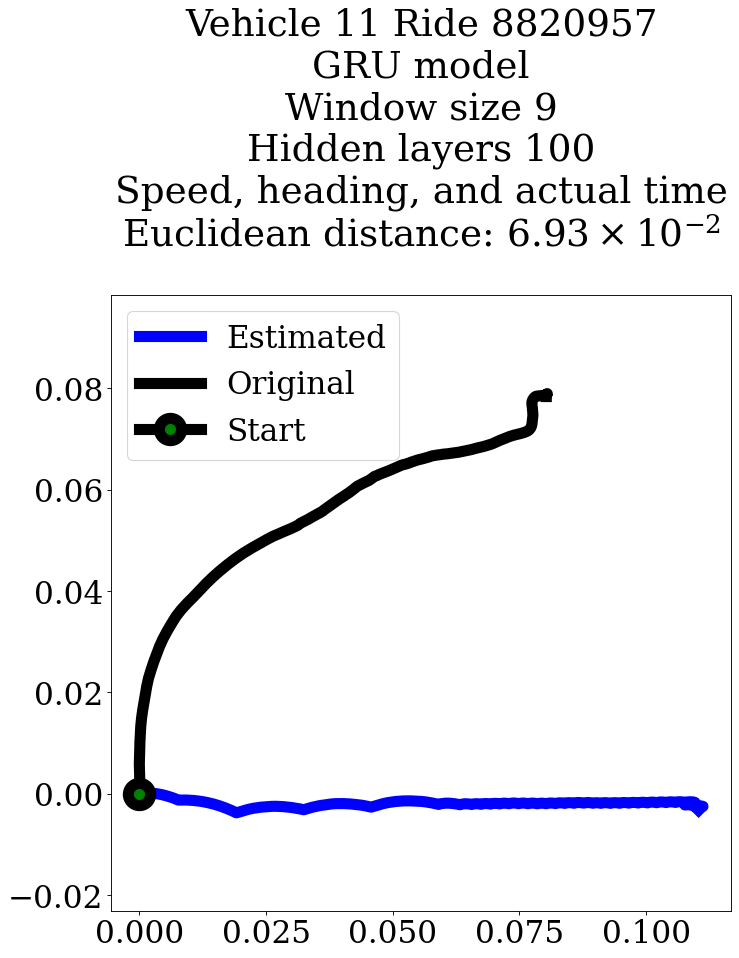 Vehicle 11 Ride 8820957
GRU model
Window size 9
Hidden layers 100
Speed, heading, and actual time
Euclidean distance: 6.93 × 10⁻²
Estimated
Original
Start
0.08
0.06
0.04
0.02
0.00
−0.02
0.000 0.025 0.050 0.075 0.100